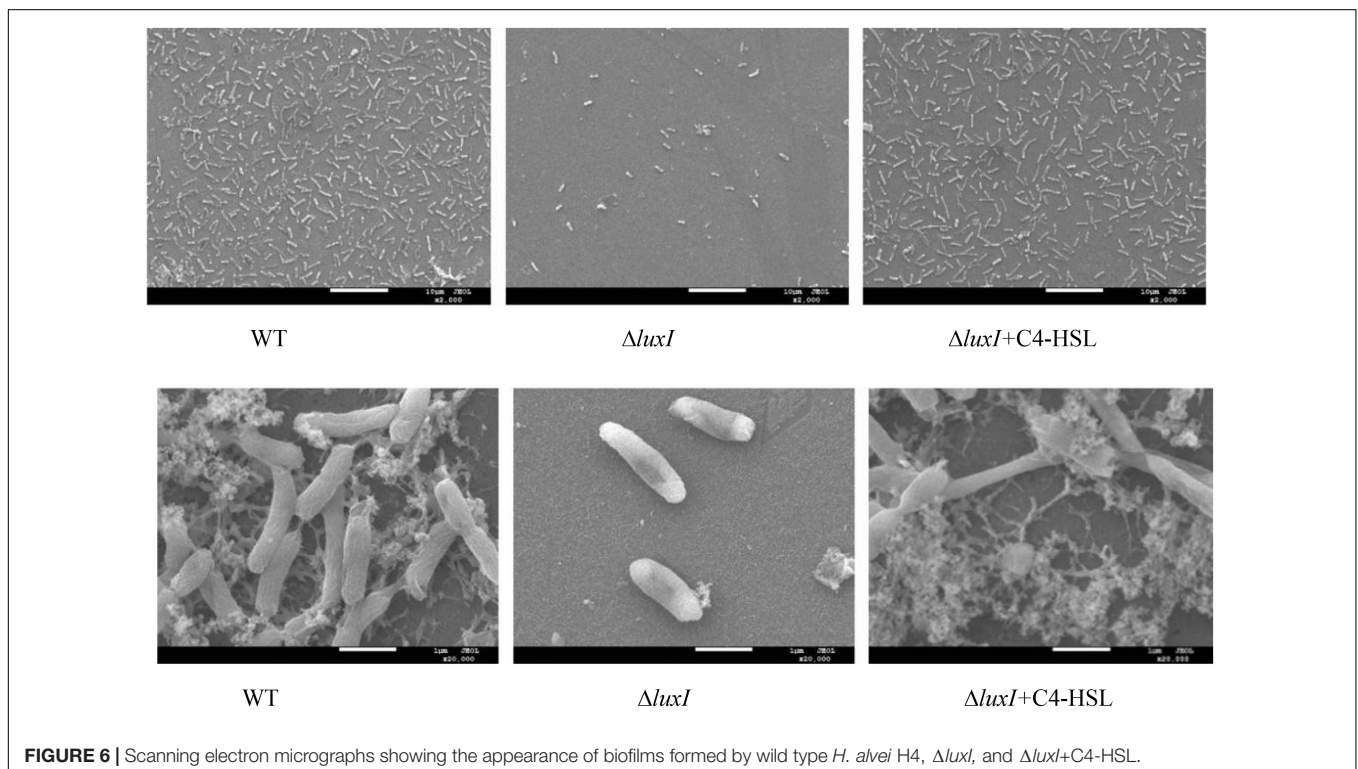 10µm JEOL
x2,000
10µm JEOL
x2,000
10µm JEOL
x2,000
WT
ΔluxI
ΔluxI+C4-HSL
1µm JEOL
x20,000
1µm JEOL
x20,000
1µm JEOL
x20,000
WT
ΔluxI
ΔluxI+C4-HSL
FIGURE 6 | Scanning electron micrographs showing the appearance of biofilms formed by wild type H. alvei H4, ΔluxI, and ΔluxI+C4-HSL.